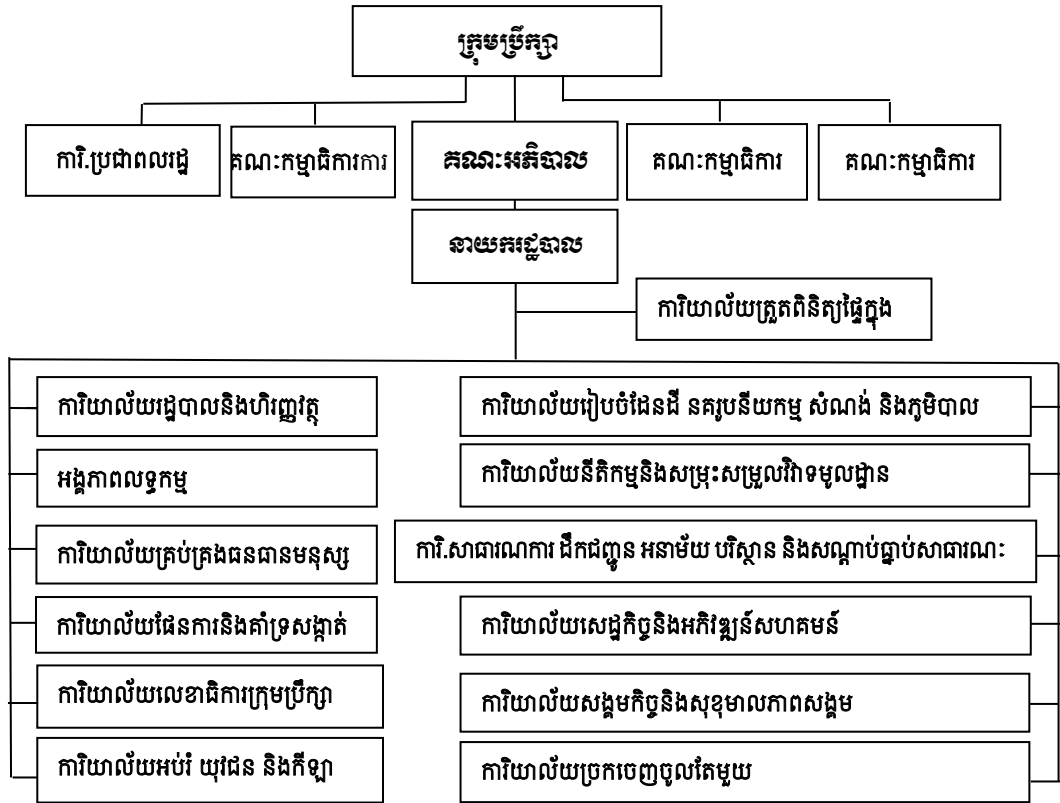 ក្រុមប្រឹក្សា
ការិ.ប្រជាពលរដ្ឋ
គណៈកម្មាធិការការ
គណៈអភិបាល
គណៈកម្មាធិការ
គណៈកម្មាធិការ
នាយករដ្ឋបាល
ការិយាល័យត្រួតពិនិត្យផ្ទៃក្នុង
ការិយាល័យរដ្ឋបាលនិងហិរញ្ញវត្ថុ
អង្គភាពលទ្ធកម្ម
ការិយាល័យគ្រប់គ្រងធនធានមនុស្ស
ការិយាល័យផែនការនិងគាំទ្រសង្កាត់
ការិយាល័យលេខាធិការក្រុមប្រឹក្សា
ការិយាល័យអប់រំ យុវជន និងកីឡា
ការិយាល័យរៀបចំដែនដី នគរូបនីយកម្ម សំណង់ និងភូមិបាល
ការិយាល័យនីតិកម្មនិងសម្រុះសម្រួលវិវាទមូលដ្ឋាន
ការិ.សាធារណការ ដឹកជញ្ជូន អនាម័យ បរិស្ថាន និងសណ្តាប់ធ្នាប់សាធារណៈ
ការិយាល័យសេដ្ឋកិច្ចនិងអភិវឌ្ឍន៍សហគមន៍
ការិយាល័យសង្គមកិច្ចនិងសុខុមាលភាពសង្គម
ការិយាល័យច្រកចេញចូលតែមួយ